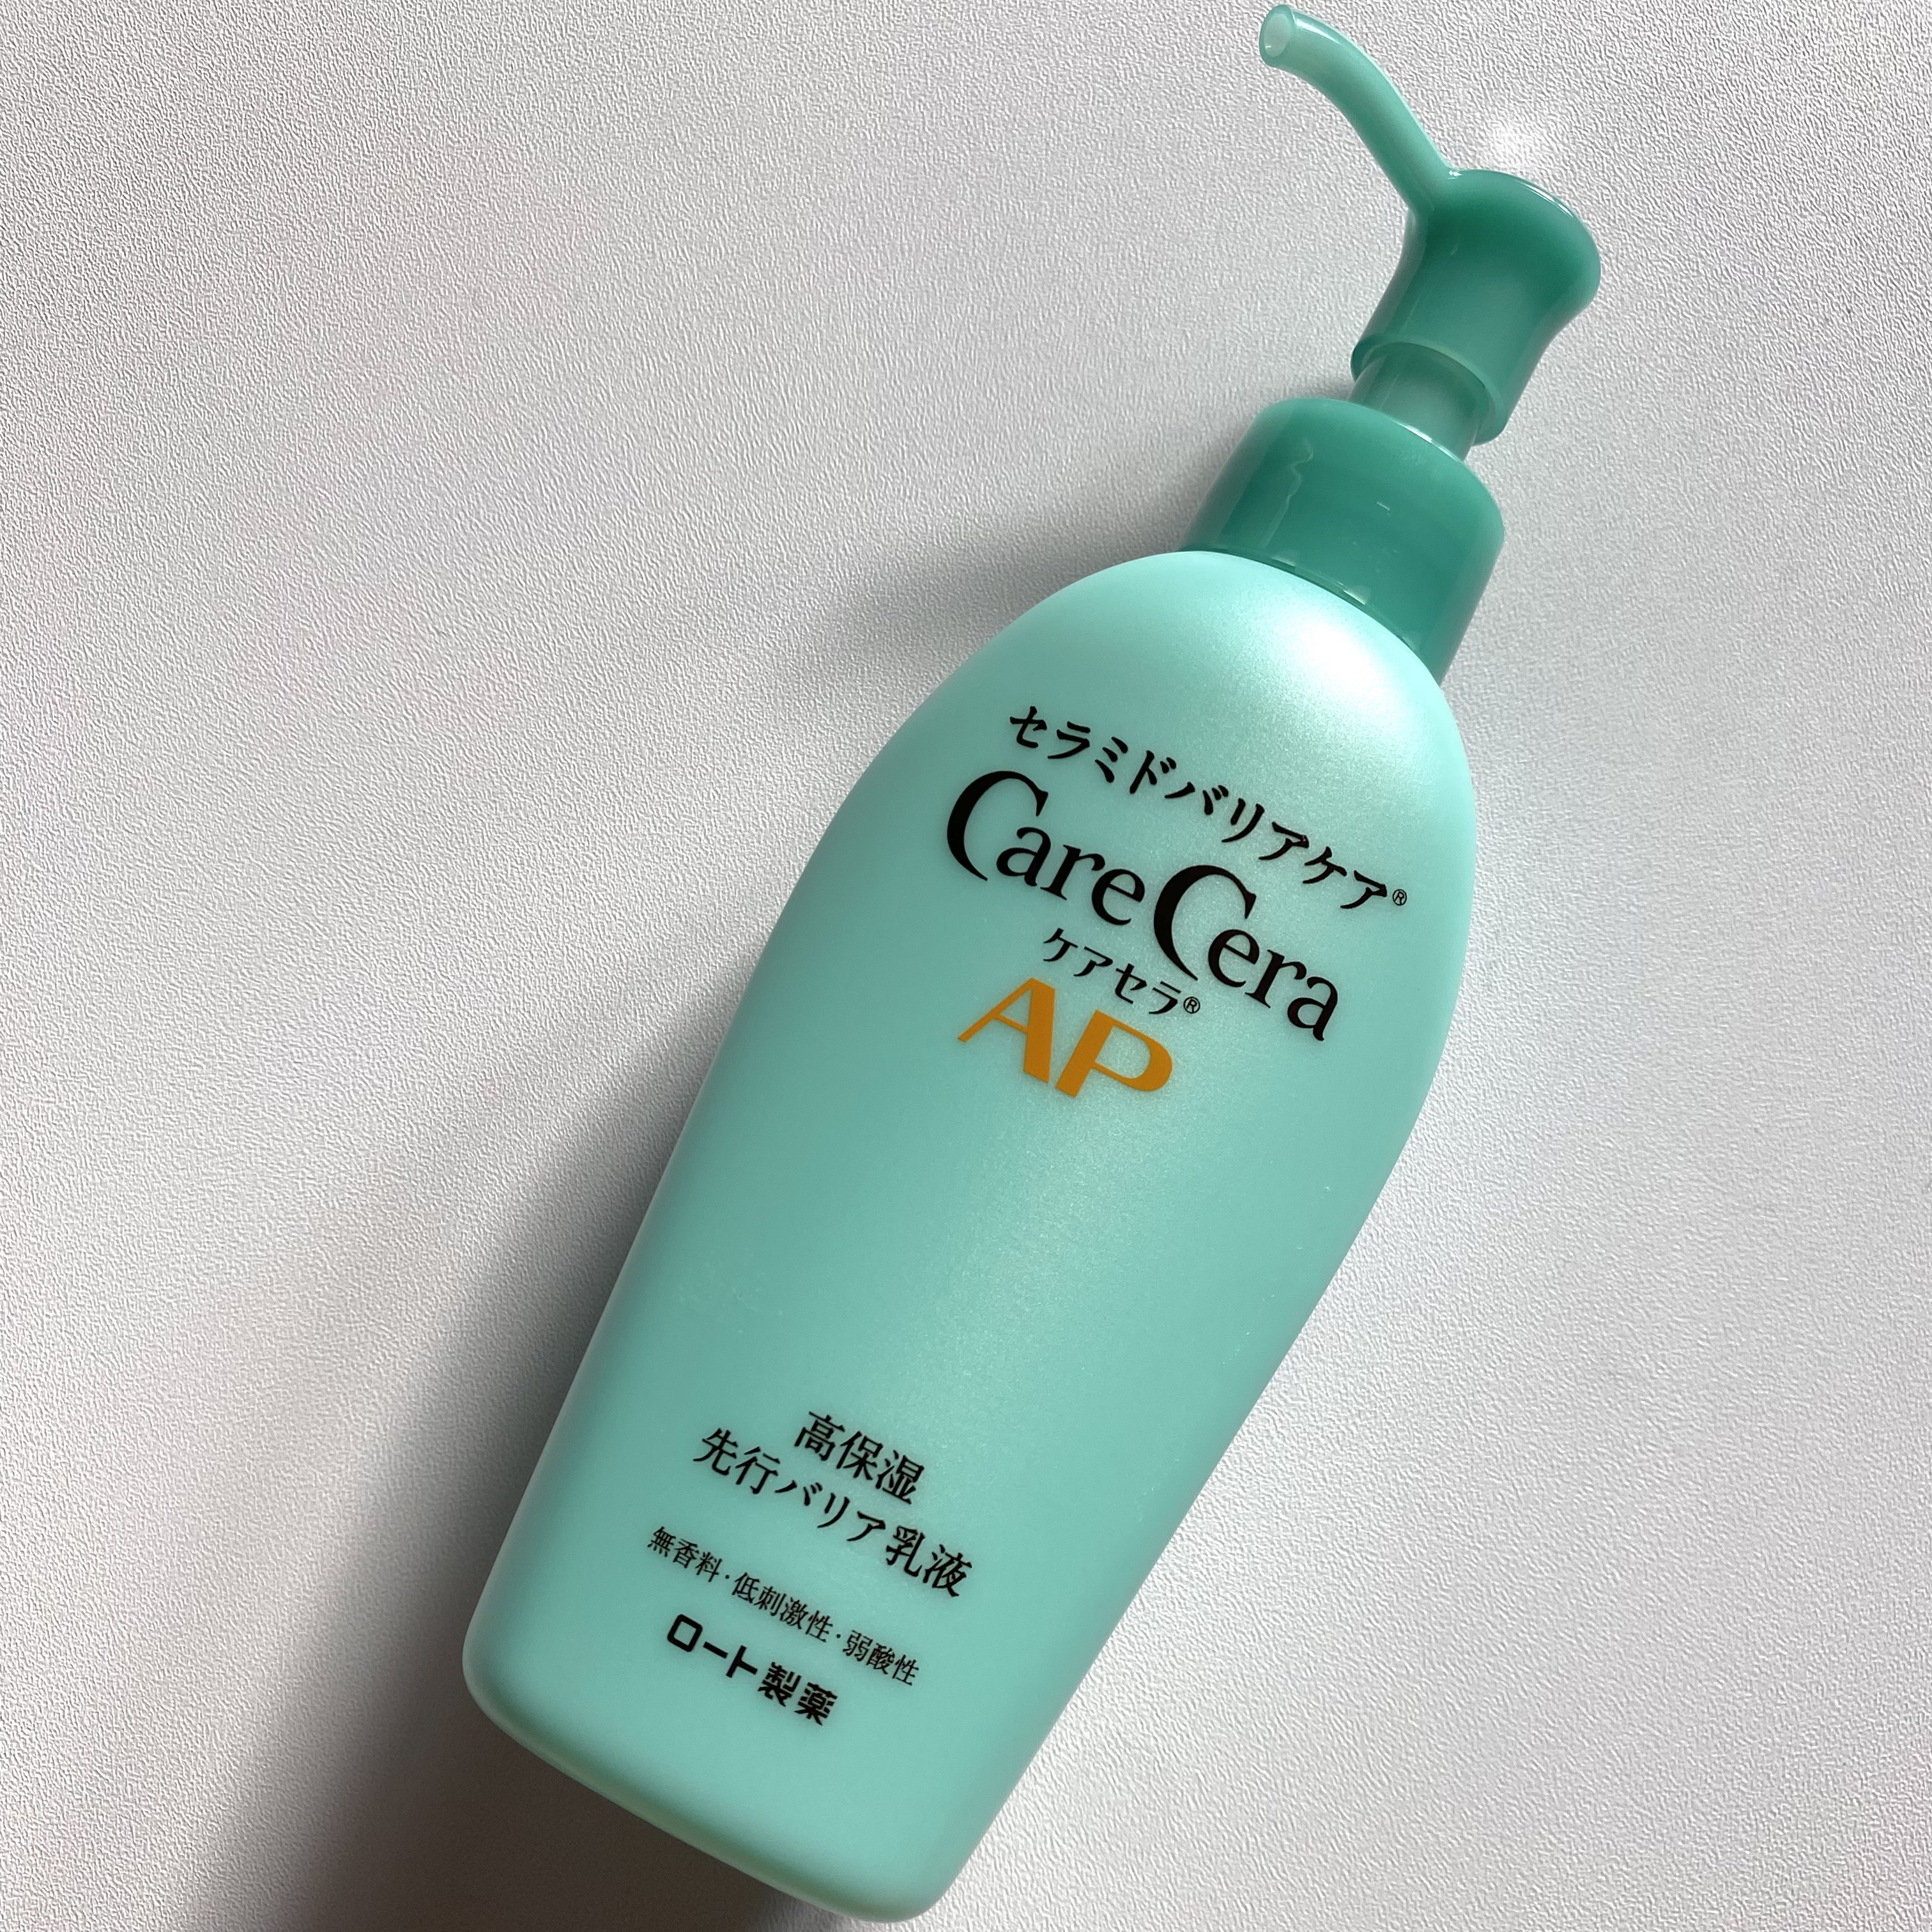 セラミドバリアケア®
CareCera
ケアセラ®
AP
高保湿
先行バリア乳液
無香料・低刺激性・弱酸性
ロート製薬